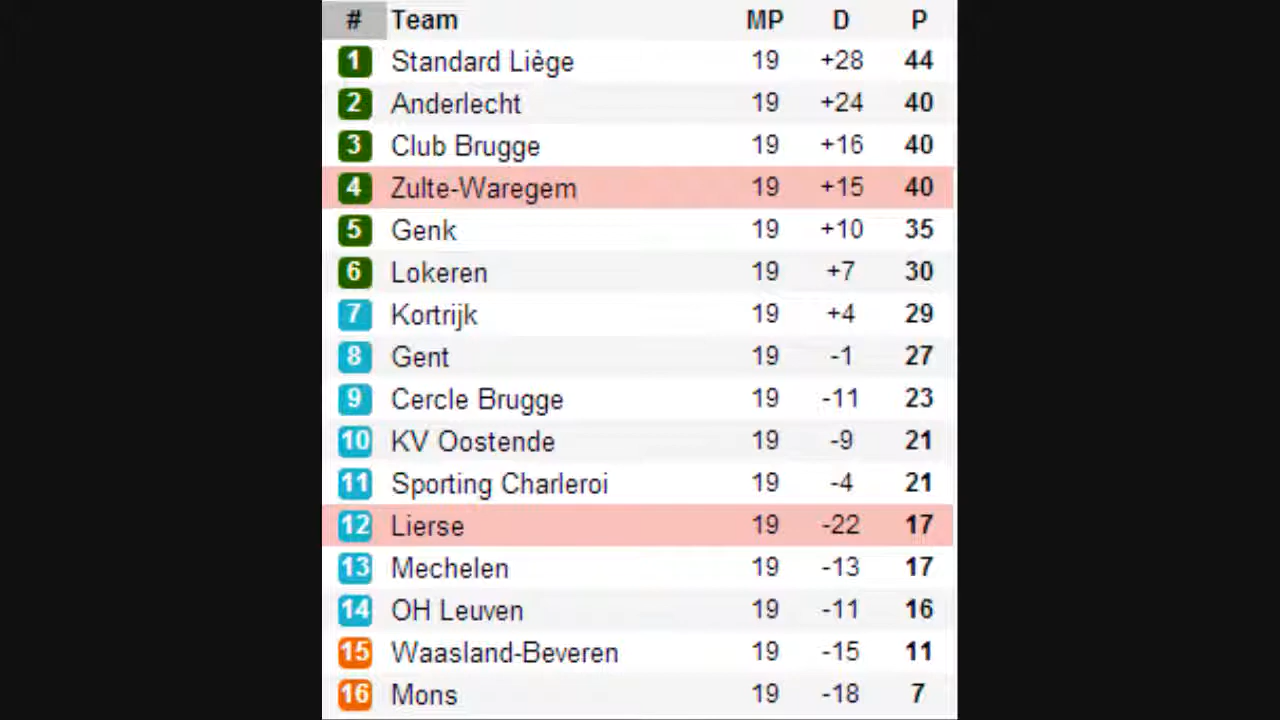 # Team MP D P
1 Standard Liège 19 +28 44
2 Anderlecht 19 +24 40
3 Club Brugge 19 +16 40
4 Zulte-Waregem 19 +15 40
5 Genk 19 +10 35
6 Lokeren 19 +7 30
7 Kortrijk 19 +4 29
8 Gent 19 -1 27
9 Cercle Brugge 19 -11 23
10 KV Oostende 19 -9 21
11 Sporting Charleroi 19 -4 21
12 Lierse 19 -22 17
13 Mechelen 19 -13 17
14 OH Leuven 19 -11 16
15 Waasland-Beveren 19 -15 11
16 Mons 19 -18 7